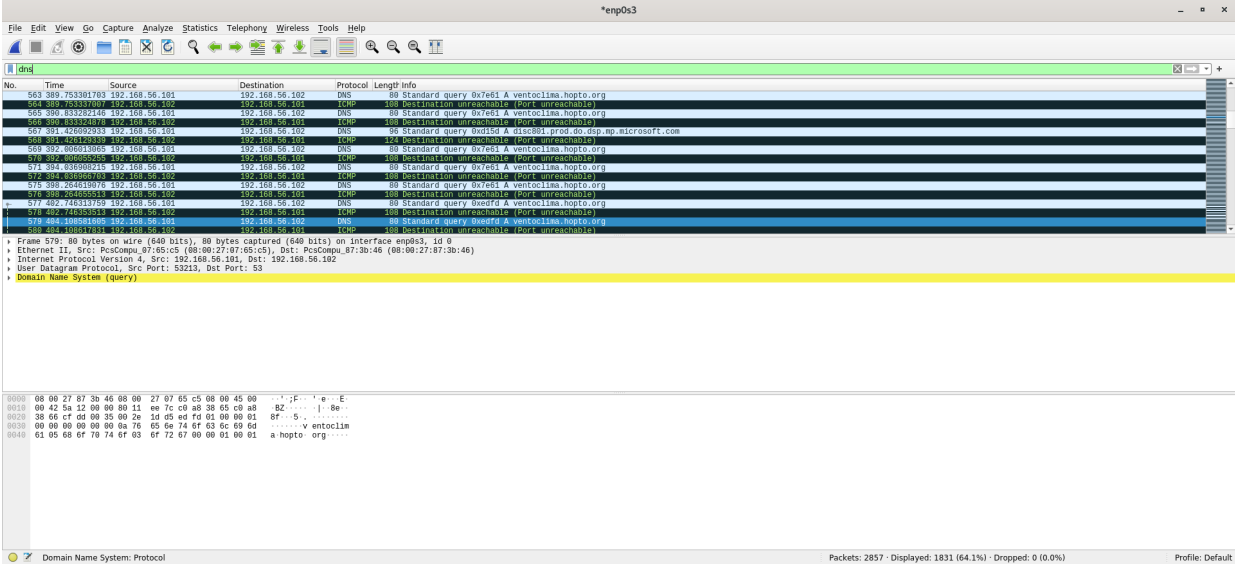 *enp0s3
File Edit View Go Capture Analyze Statistics Telephony Wireless Tools Help
dns
No. Time Source Destination Protocol Length Info
563 389.753301703 192.168.56.101 192.168.56.102 DNS 80 Standard query 0x7e61 A ventoclima.hopto.org
564 389.753337007 192.168.56.102 192.168.56.101 ICMP 108 Destination unreachable (Port unreachable)
565 390.833282146 192.168.56.101 192.168.56.102 DNS 80 Standard query 0x7e61 A ventoclima.hopto.org
566 390.833324878 192.168.56.102 192.168.56.101 ICMP 108 Destination unreachable (Port unreachable)
567 391.426092933 192.168.56.101 192.168.56.102 DNS 96 Standard query 0xd15d A disc801.prod.do.dsp.mp.microsoft.com
568 391.426129339 192.168.56.102 192.168.56.101 ICMP 124 Destination unreachable (Port unreachable)
569 392.006013065 192.168.56.101 192.168.56.102 DNS 80 Standard query 0x7e61 A ventoclima.hopto.org
570 392.006055255 192.168.56.102 192.168.56.101 ICMP 108 Destination unreachable (Port unreachable)
571 394.036908215 192.168.56.101 192.168.56.102 DNS 80 Standard query 0x7e61 A ventoclima.hopto.org
572 394.036966703 192.168.56.102 192.168.56.101 ICMP 108 Destination unreachable (Port unreachable)
575 398.264619076 192.168.56.101 192.168.56.102 DNS 80 Standard query 0x7e61 A ventoclima.hopto.org
576 398.264655513 192.168.56.102 192.168.56.101 ICMP 108 Destination unreachable (Port unreachable)
577 402.746313759 192.168.56.101 192.168.56.102 DNS 80 Standard query 0xedfd A ventoclima.hopto.org
578 402.746353513 192.168.56.102 192.168.56.101 ICMP 108 Destination unreachable (Port unreachable)
579 404.108581605 192.168.56.101 192.168.56.102 DNS 80 Standard query 0xedfd A ventoclima.hopto.org
580 404.108617831 192.168.56.102 192.168.56.101 ICMP 108 Destination unreachable (Port unreachable)
Frame 579: 80 bytes on wire (640 bits), 80 bytes captured (640 bits) on interface enp0s3, id 0
Ethernet II, Src: PcsCompu_07:65:c5 (08:00:27:07:65:c5), Dst: PcsCompu_87:3b:46 (08:00:27:87:3b:46)
Internet Protocol Version 4, Src: 192.168.56.101, Dst: 192.168.56.102
User Datagram Protocol, Src Port: 53213, Dst Port: 53
Domain Name System (query)
0000 08 00 27 87 3b 46 08 00 27 07 65 c5 08 00 45 00 ··'·;F·· '·e···E·
0010 00 42 5a 12 00 00 80 11 ee 7c c0 a8 38 65 c0 a8 ·BZ····· ·|··8e··
0020 38 66 cf dd 00 35 00 2e 1d d5 ed fd 01 00 00 01 8f···5·. ········
0030 00 00 00 00 00 00 0a 76 65 6e 74 6f 63 6c 69 6d ·······v entoclim
0040 61 05 68 6f 70 74 6f 03 6f 72 67 00 00 01 00 01 a·hopto· org·····
Domain Name System: Protocol Packets: 2857 · Displayed: 1831 (64.1%) · Dropped: 0 (0.0%) Profile: Default